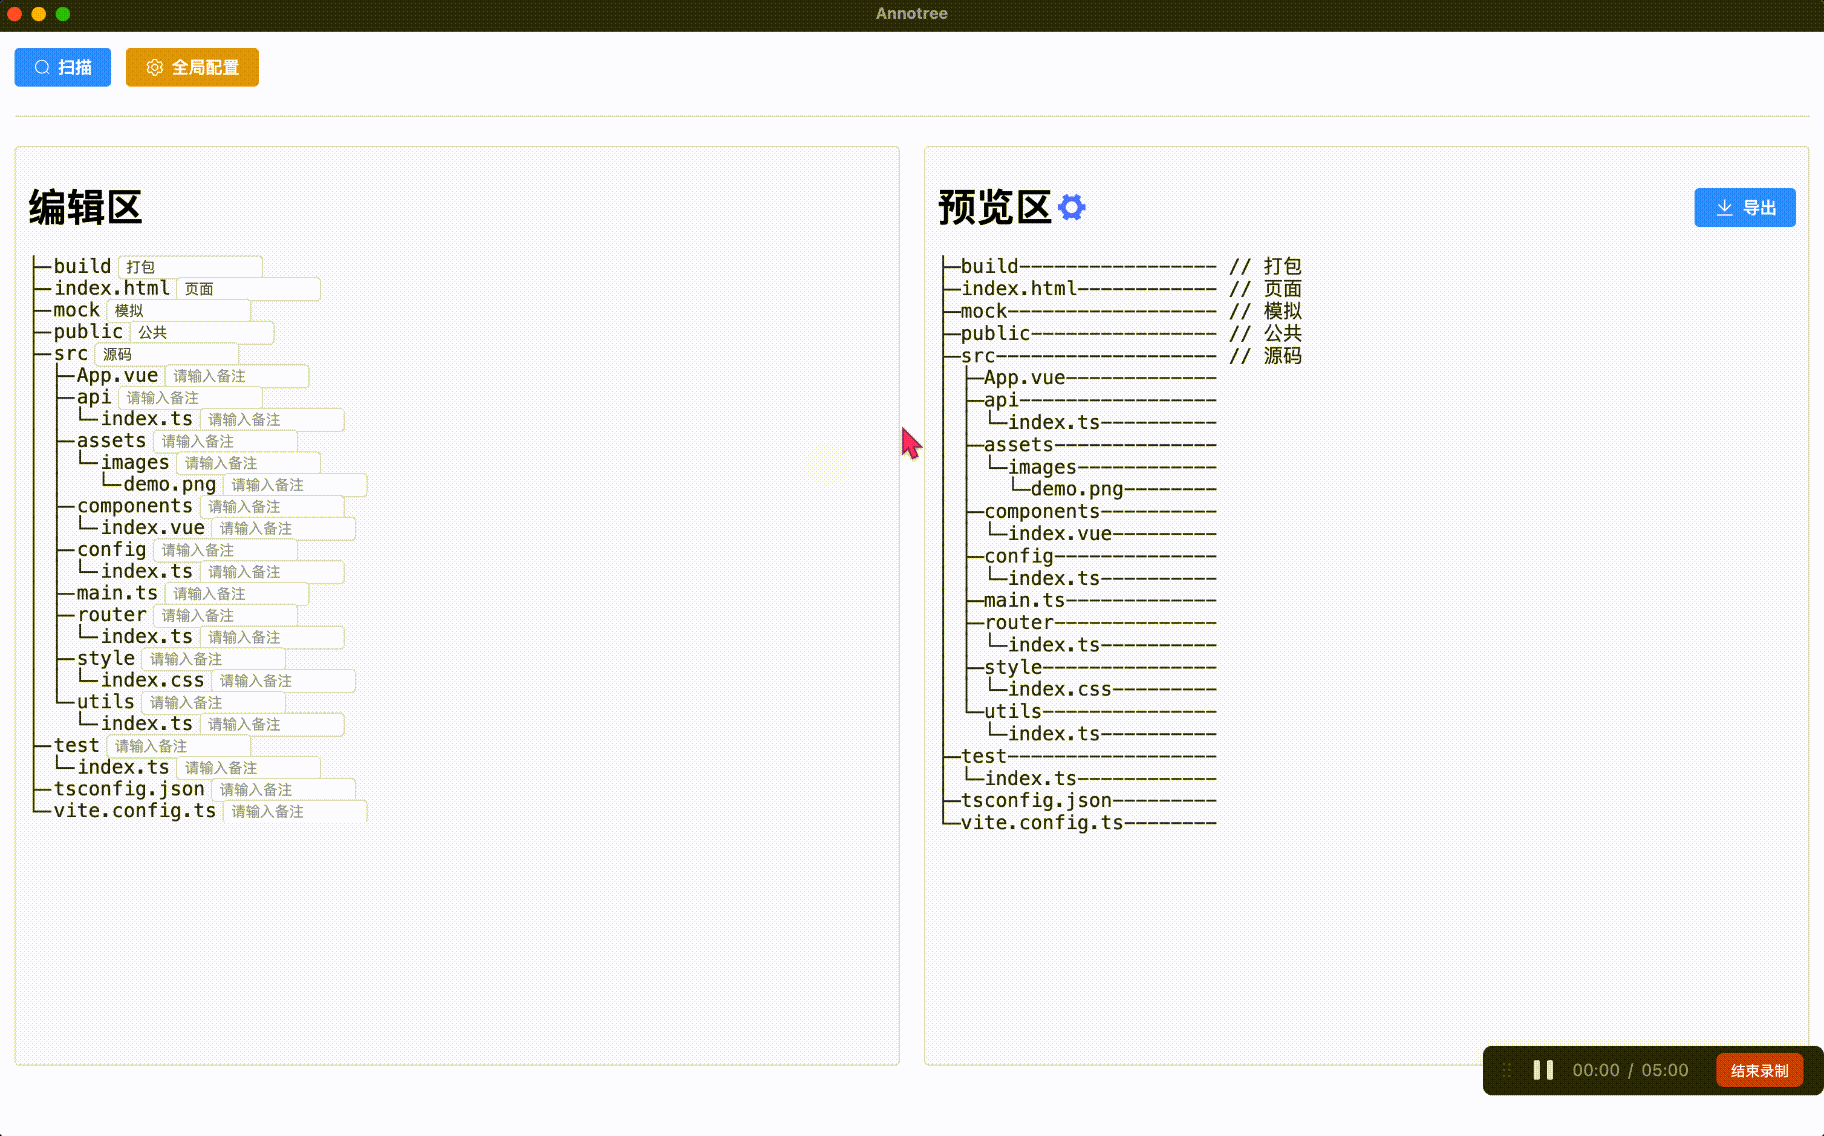 Annotree
扫描
全局配置
编辑区
├─build 打包
├─index.html 页面
├─mock 模拟
├─public 公共
├─src 源码
│ ├─App.vue 请输入备注
│ ├─api 请输入备注
│ │ └─index.ts 请输入备注
│ ├─assets 请输入备注
│ │ └─images 请输入备注
│ │   └─demo.png 请输入备注
│ ├─components 请输入备注
│ │ └─index.vue 请输入备注
│ ├─config 请输入备注
│ │ └─index.ts 请输入备注
│ ├─main.ts 请输入备注
│ ├─router 请输入备注
│ │ └─index.ts 请输入备注
│ ├─style 请输入备注
│ │ └─index.css 请输入备注
│ └─utils 请输入备注
│   └─index.ts 请输入备注
├─test 请输入备注
│ └─index.ts 请输入备注
├─tsconfig.json 请输入备注
└─vite.config.ts 请输入备注
预览区
导出
├─build----------------- // 打包
├─index.html------------ // 页面
├─mock------------------ // 模拟
├─public---------------- // 公共
├─src------------------- // 源码
│ ├─App.vue-------------
│ ├─api-----------------
│ │ └─index.ts----------
│ ├─assets--------------
│ │ └─images------------
│ │   └─demo.png--------
│ ├─components----------
│ │ └─index.vue---------
│ ├─config--------------
│ │ └─index.ts----------
│ ├─main.ts-------------
│ ├─router--------------
│ │ └─index.ts----------
│ ├─style---------------
│ │ └─index.css---------
│ └─utils---------------
│   └─index.ts----------
├─test------------------
│ └─index.ts------------
├─tsconfig.json---------
└─vite.config.ts--------
00:00 / 05:00
结束录制